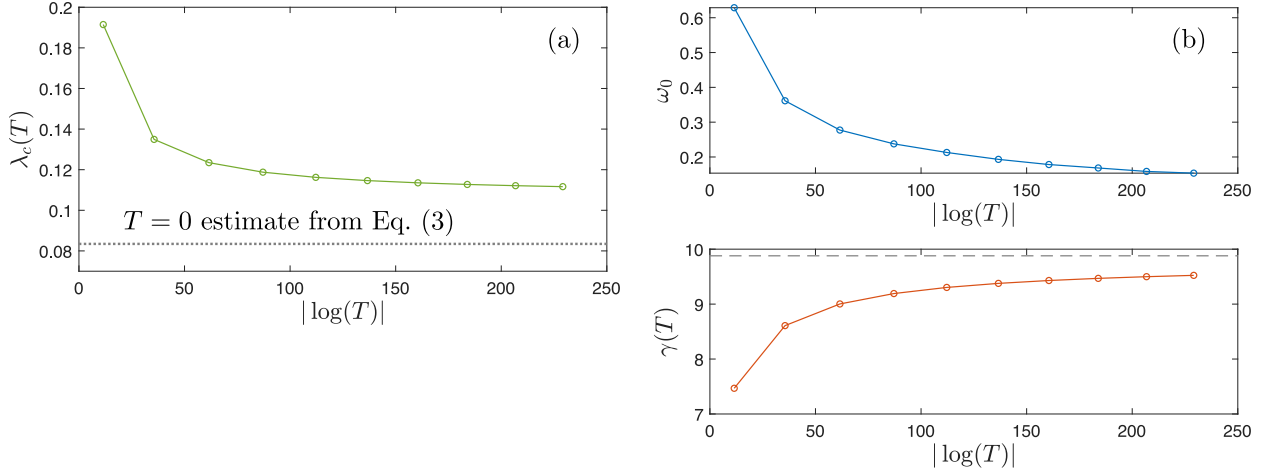 (a)
0.2
0.18
0.16
0.14
0.12
0.1
0.08
λ_c(T)
T = 0 estimate from Eq. (3)
0 50 100 150 200 250
|log(T)|
(b)
0.6
0.4
0.3
0.2
ω_0
0 50 100 150 200 250
|log(T)|
10
9
8
7
γ(T)
0 50 100 150 200 250
|log(T)|